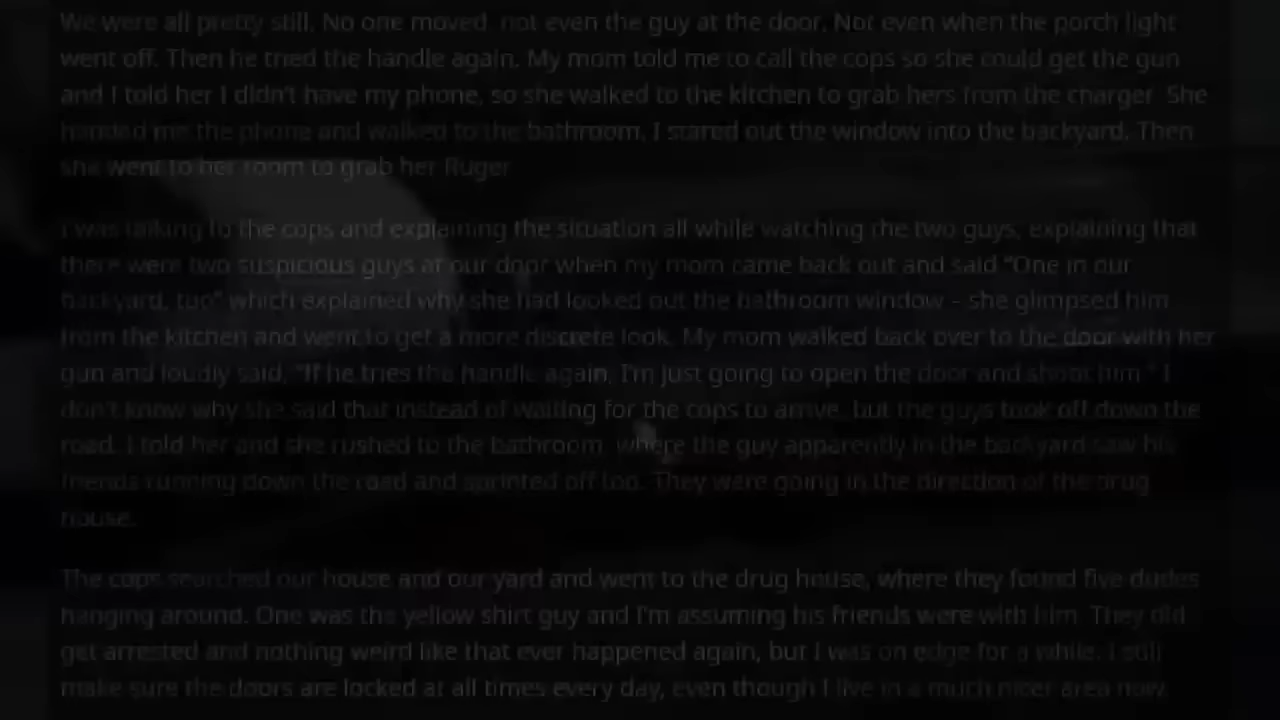 We were all pretty still. No one moved, not even the guy at the door. Not even when the porch light
went off. Then he tried the handle again. My mom told me to call the cops so she could get the gun
and I told her I didn't have my phone, so she walked to the kitchen to grab hers from the charger. She
handed me the phone and walked to the bathroom. I stared out the window into the backyard. Then
she went to her room to grab her Ruger
I was talking to the cops and explaining the situation all while watching the two guys, explaining that
there were two suspicious guys at our door when my mom came back out and said "One in our
backyard, too" which explained why she had looked out the bathroom window - she glimpsed him
from the kitchen and went to get a more discrete look. My mom walked back over to the door with her
gun and loudly said, "If he tries the handle again, I'm just going to open the door and shoot him." I
don't know why she said that instead of waiting for the cops to arrive, but the guys took off down the
road. I told her and she rushed to the bathroom, where the guy apparently in the backyard saw his
friends running down the road and sprinted off too. They were going in the direction of the drug
house.
The cops searched our house and our yard and went to the drug house, where they found five dudes
hanging around. One was the yellow shirt guy and I'm assuming his friends were with him. They did
get arrested and nothing weird like that ever happened again, but I was on edge for a while. I still
make sure the doors are locked at all times every day, even though I live in a much nicer area now.